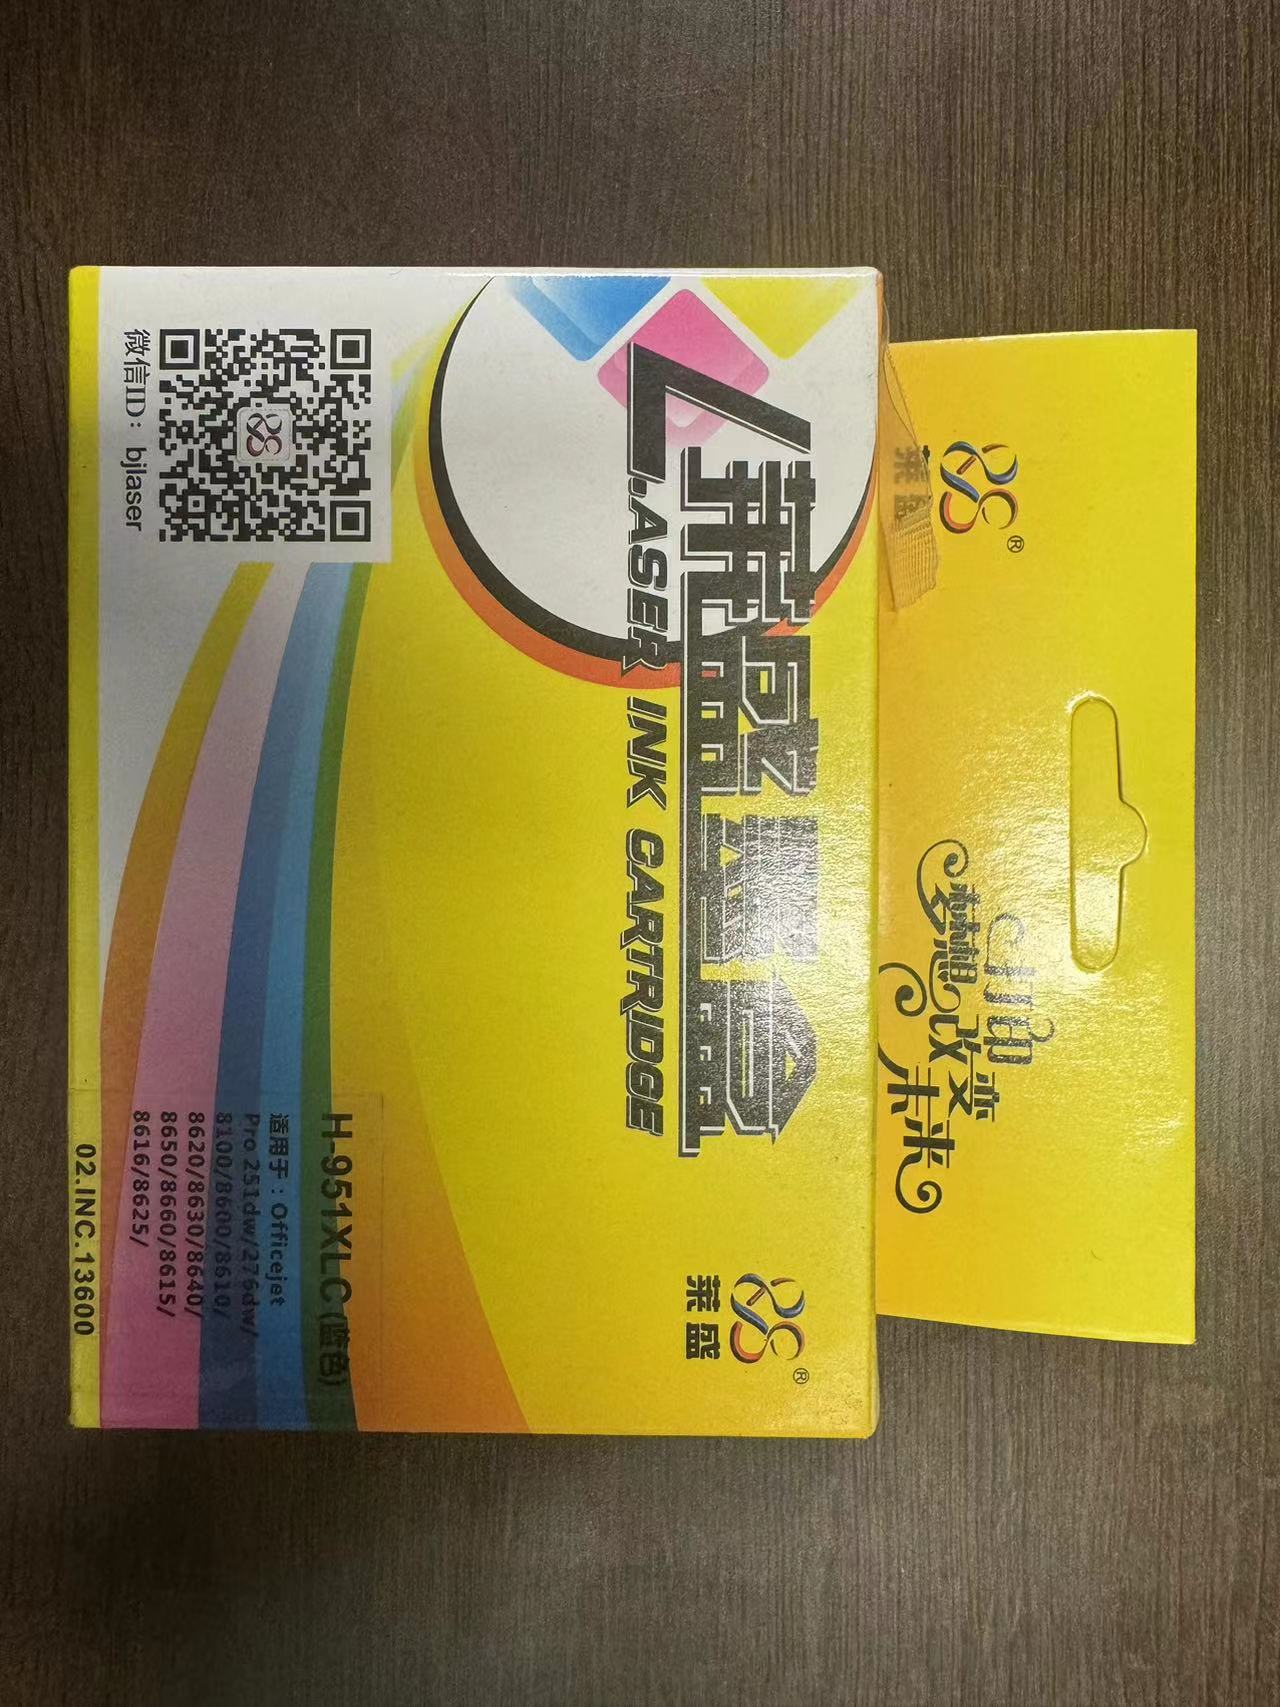 莱盛®
打印
梦想改变
未来
莱盛墨盒
LASER INK CARTRIDGE
莱盛®
微信ID：bjlaser
H-951XLC(蓝色)
适用于：Officejet
Pro 251dw/276dw/
8100/8600/8610/
8620/8630/8640/
8650/8660/8615/
8616/8625/
02.INC.13600